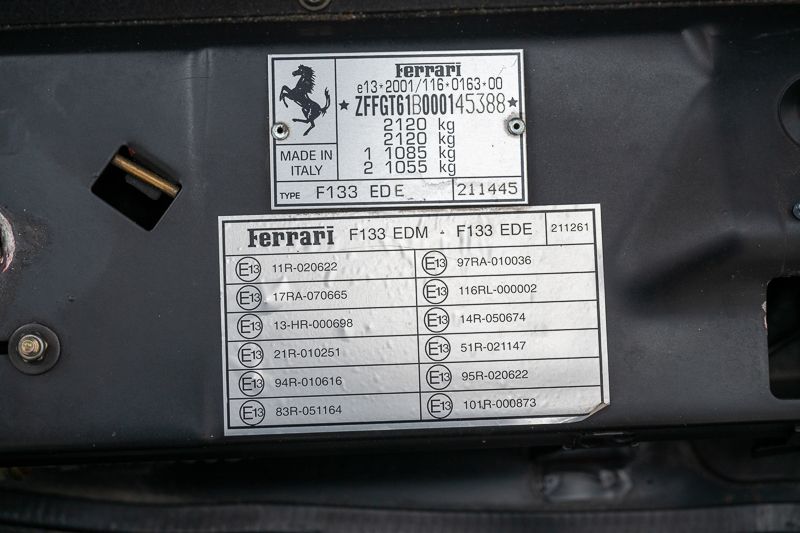 Ferrari
e13*2001/116*0163*00
★ZFFGT61B000145388★
2120 kg
2120 kg
1 1085 kg
2 1055 kg
MADE IN
ITALY
TYPE F133 EDE 211445
Ferrari F133 EDM - F133 EDE 211261
E13 11R-020622 E13 97RA-010036
E13 17RA-070665 E13 116RL-000002
E13 13-HR-000698 E13 14R-050674
E13 21R-010251 E13 51R-021147
E13 94R-010616 E13 95R-020622
E13 83R-051164 E13 101R-000873